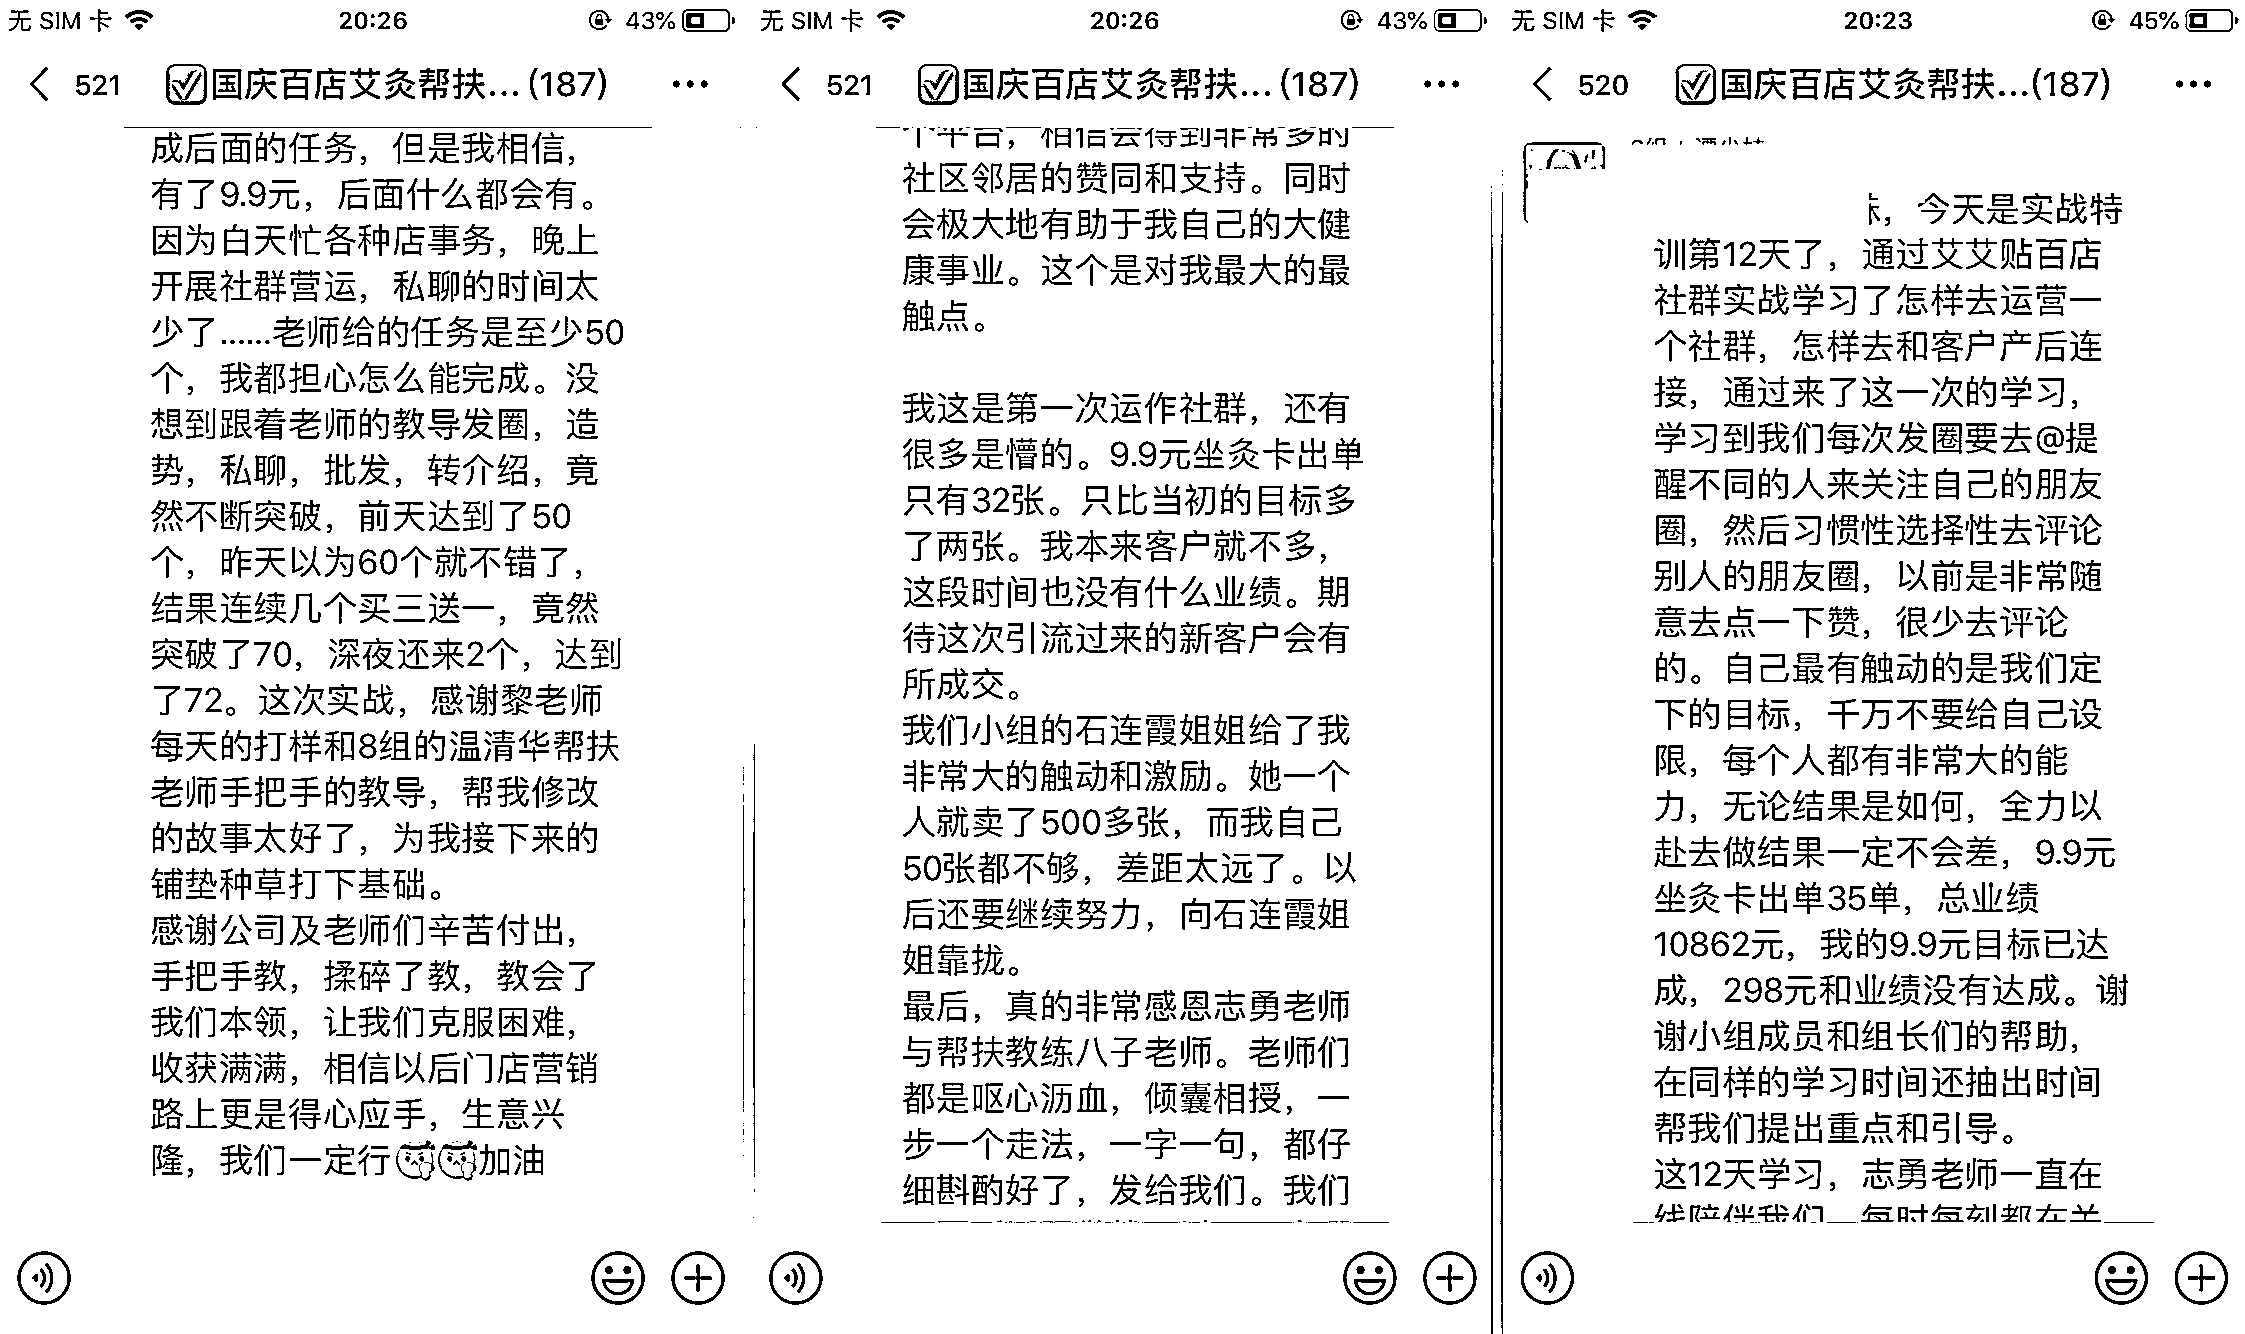 无 SIM 卡
20:26
43%
521
国庆百店艾灸帮扶...(187)
成后面的任务，但是我相信，
有了9.9元，后面什么都会有。
因为白天忙各种店事务，晚上
开展社群营运，私聊的时间太
少了......老师给的任务是至少50
个，我都担心怎么能完成。没
想到跟着老师的教导发圈，造
势，私聊，批发，转介绍，竟
然不断突破，前天达到了50
个，昨天以为60个就不错了，
结果连续几个买三送一，竟然
突破了70，深夜还来2个，达到
了72。这次实战，感谢黎老师
每天的打样和8组的温清华帮扶
老师手把手的教导，帮我修改
的故事太好了，为我接下来的
铺垫种草打下基础。
感谢公司及老师们辛苦付出，
手把手教，揉碎了教，教会了
我们本领，让我们克服困难，
收获满满，相信以后门店营销
路上更是得心应手，生意兴
隆，我们一定行加油
无 SIM 卡
20:26
43%
521
国庆百店艾灸帮扶...(187)
个平台，相信会得到非常多的
社区邻居的赞同和支持。同时
会极大地有助于我自己的大健
康事业。这个是对我最大的最
触点。
我这是第一次运作社群，还有
很多是懵的。9.9元坐灸卡出单
只有32张。只比当初的目标多
了两张。我本来客户就不多，
这段时间也没有什么业绩。期
待这次引流过来的新客户会有
所成交。
我们小组的石连霞姐姐给了我
非常大的触动和激励。她一个
人就卖了500多张，而我自己
50张都不够，差距太远了。以
后还要继续努力，向石连霞姐
姐靠拢。
最后，真的非常感恩志勇老师
与帮扶教练八子老师。老师们
都是呕心沥血，倾囊相授，一
步一个走法，一字一句，都仔
细斟酌好了，发给我们。我们
无 SIM 卡
20:23
45%
520
国庆百店艾灸帮扶...(187)
，今天是实战特
训第12天了，通过艾艾贴百店
社群实战学习了怎样去运营一
个社群，怎样去和客户产后连
接，通过来了这一次的学习，
学习到我们每次发圈要去@提
醒不同的人来关注自己的朋友
圈，然后习惯性选择性去评论
别人的朋友圈，以前是非常随
意去点一下赞，很少去评论
的。自己最有触动的是我们定
下的目标，千万不要给自己设
限，每个人都有非常大的能
力，无论结果是如何，全力以
赴去做结果一定不会差，9.9元
坐灸卡出单35单，总业绩
10862元，我的9.9元目标已达
成，298元和业绩没有达成。谢
谢小组成员和组长们的帮助，
在同样的学习时间还抽出时间
帮我们提出重点和引导。
这12天学习，志勇老师一直在
线陪伴我们，每时每刻都在关